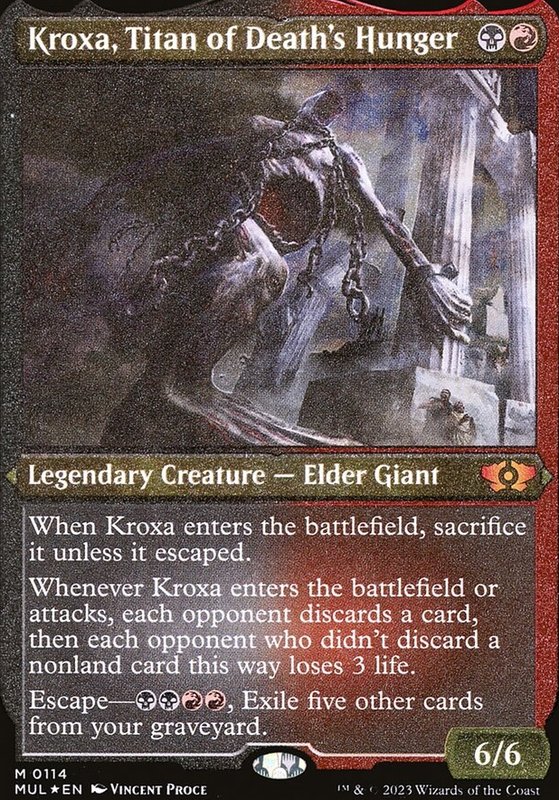 Kroxa, Titan of Death's Hunger
Legendary Creature — Elder Giant
When Kroxa enters the battlefield, sacrifice
it unless it escaped.
Whenever Kroxa enters the battlefield or
attacks, each opponent discards a card,
then each opponent who didn't discard a
nonland card this way loses 3 life.
Escape—, Exile five other cards
from your graveyard.
6/6
M 0114
MUL★EN Vincent Proce
™ & © 2023 Wizards of the Coast